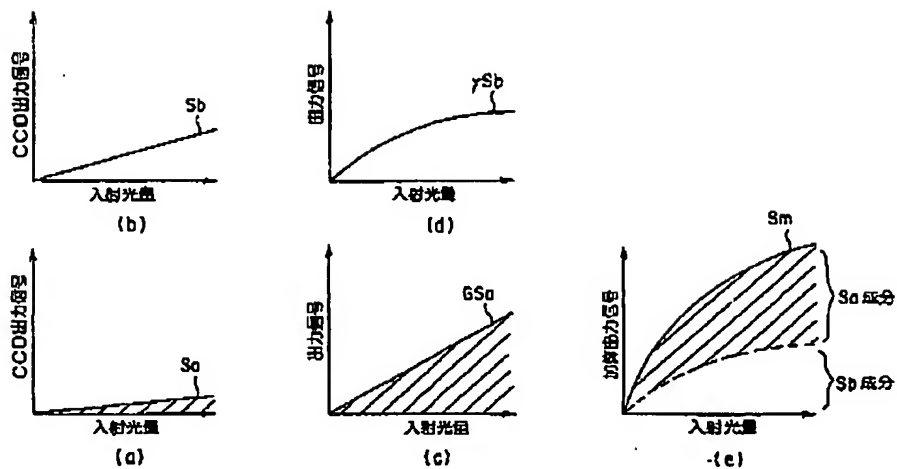 CCD出力信号
Sb
入射光量
(b)
出力信号
γSb
入射光量
(d)
CCD出力信号
Sa
入射光量
(a)
出力信号
GSa
入射光量
(c)
加算出力信号
Sm
Sa成分
Sb成分
入射光量
(e)